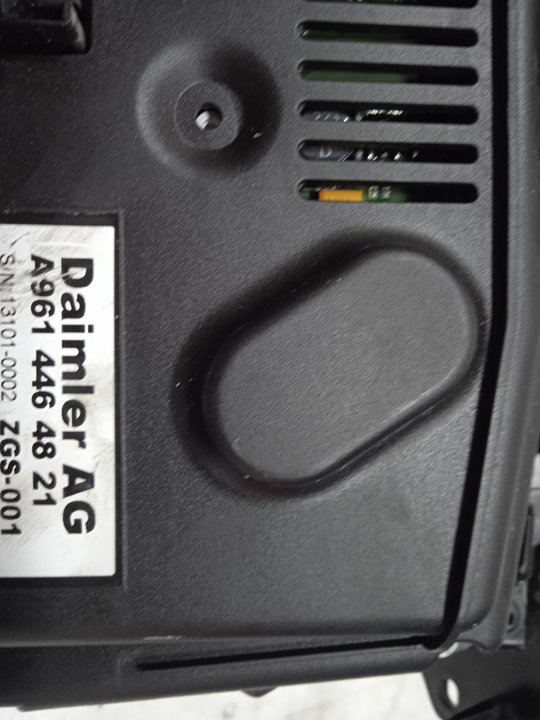 Daimler AG
A961 446 48 21
S/N:13101-0002 ZGS-001